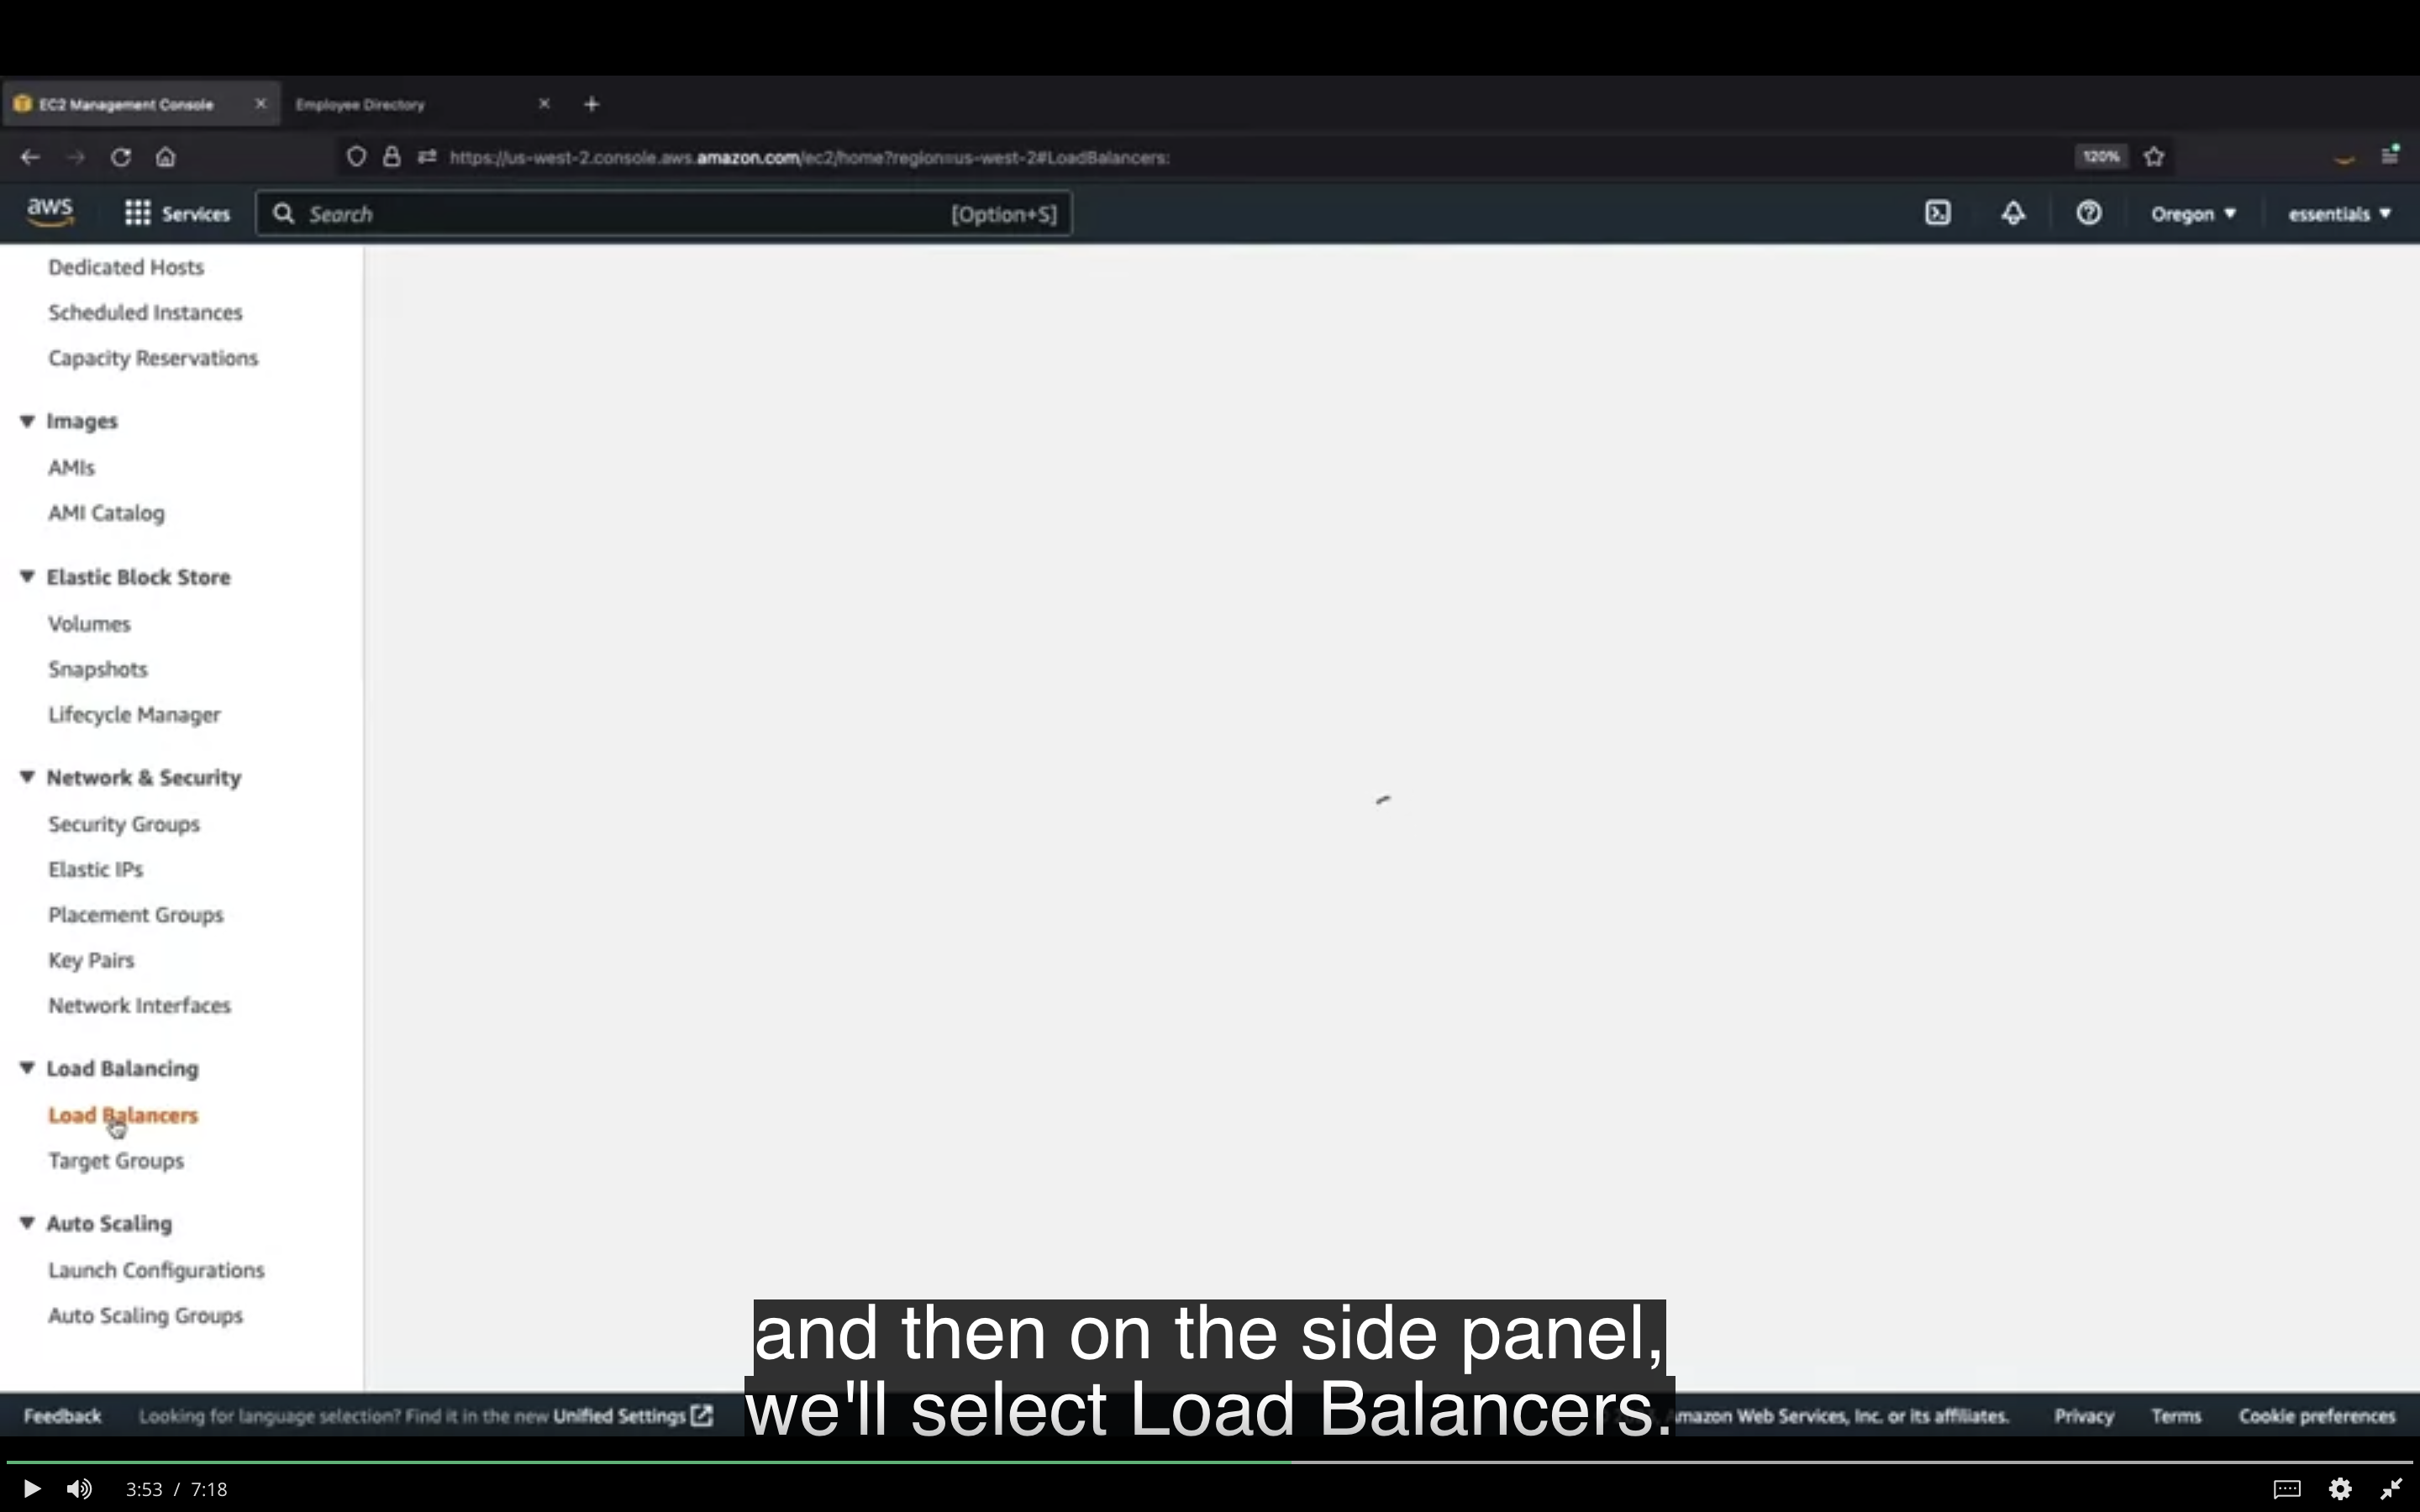 EC2 Management Console
Employee Directory
https://us-west-2.console.aws.amazon.com/ec2/home?region=us-west-2#LoadBalancers:
120%
aws
Services
Search
[Option+S]
Oregon
essentials
Dedicated Hosts
Scheduled Instances
Capacity Reservations
Images
AMIs
AMI Catalog
Elastic Block Store
Volumes
Snapshots
Lifecycle Manager
Network & Security
Security Groups
Elastic IPs
Placement Groups
Key Pairs
Network Interfaces
Load Balancing
Load Balancers
Target Groups
Auto Scaling
Launch Configurations
Auto Scaling Groups
and then on the side panel,
we'll select Load Balancers.
Feedback
Looking for language selection? Find it in the new Unified Settings
mazon Web Services, Inc. or its affiliates.
Privacy
Terms
Cookie preferences
3:53 / 7:18